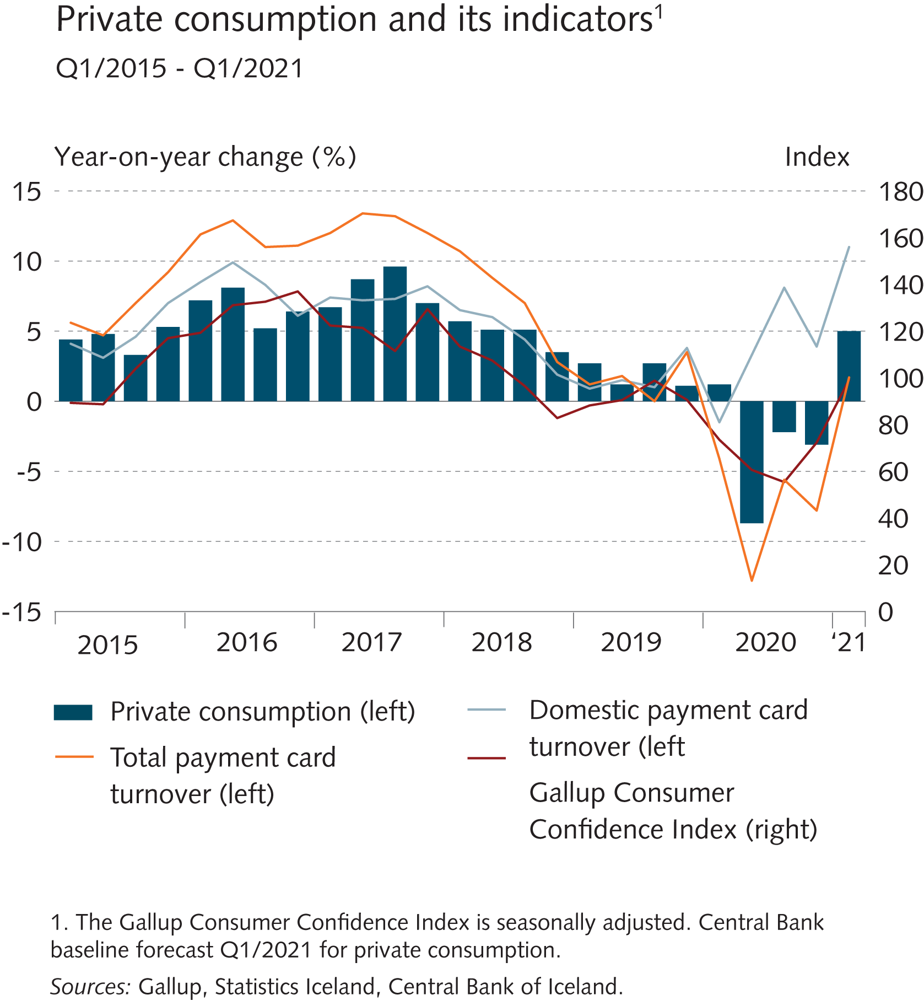 Private consumption and its indicators¹
Q1/2015 - Q1/2021
Year-on-year change (%)
Index
15
10
5
0
-5
-10
-15
180
160
140
120
100
80
60
40
20
0
2015
2016
2017
2018
2019
2020
‘21
Private consumption (left)
Total payment card
turnover (left)
Domestic payment card
turnover (left
Gallup Consumer
Confidence Index (right)
1. The Gallup Consumer Confidence Index is seasonally adjusted. Central Bank
baseline forecast Q1/2021 for private consumption.
Sources: Gallup, Statistics Iceland, Central Bank of Iceland.